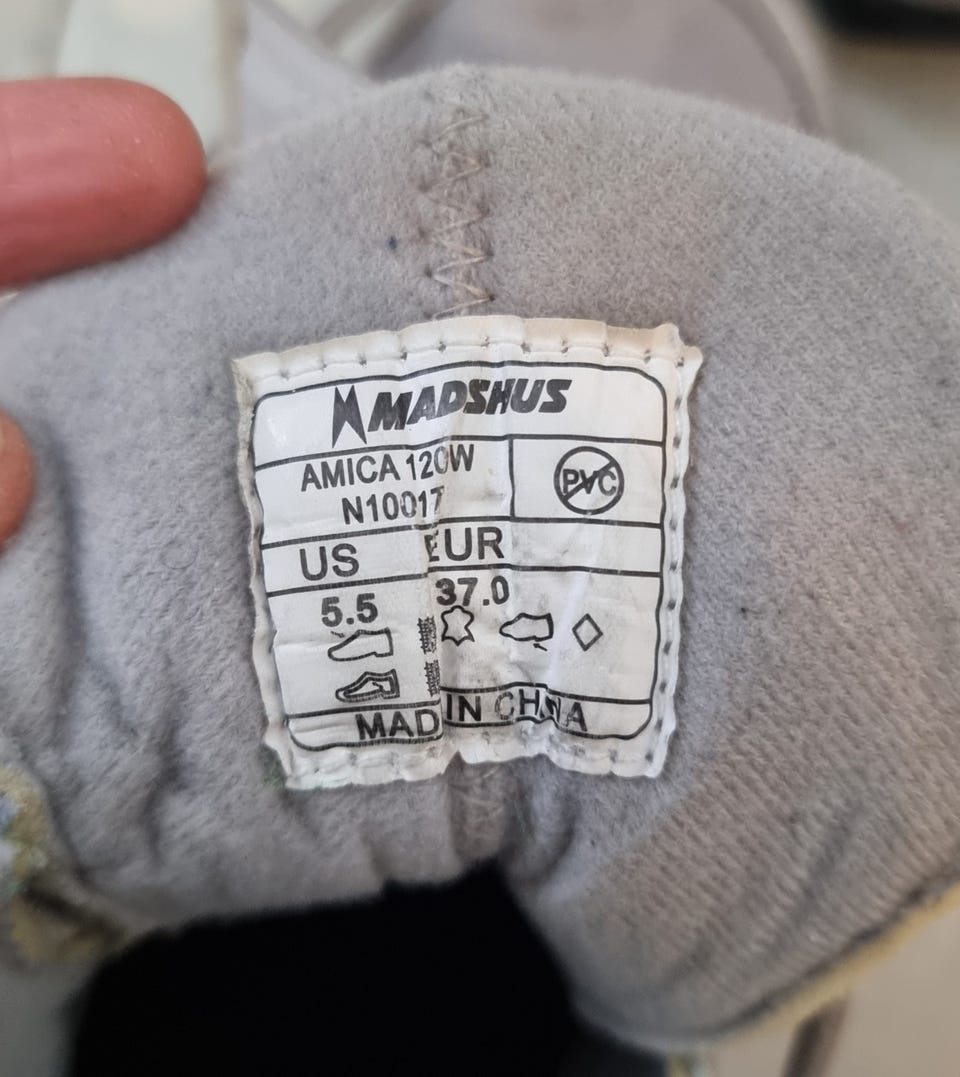 MADSHUS
AMICA 120W
N10017
PVC
US EUR
5.5 37.0
MADE IN CHINA